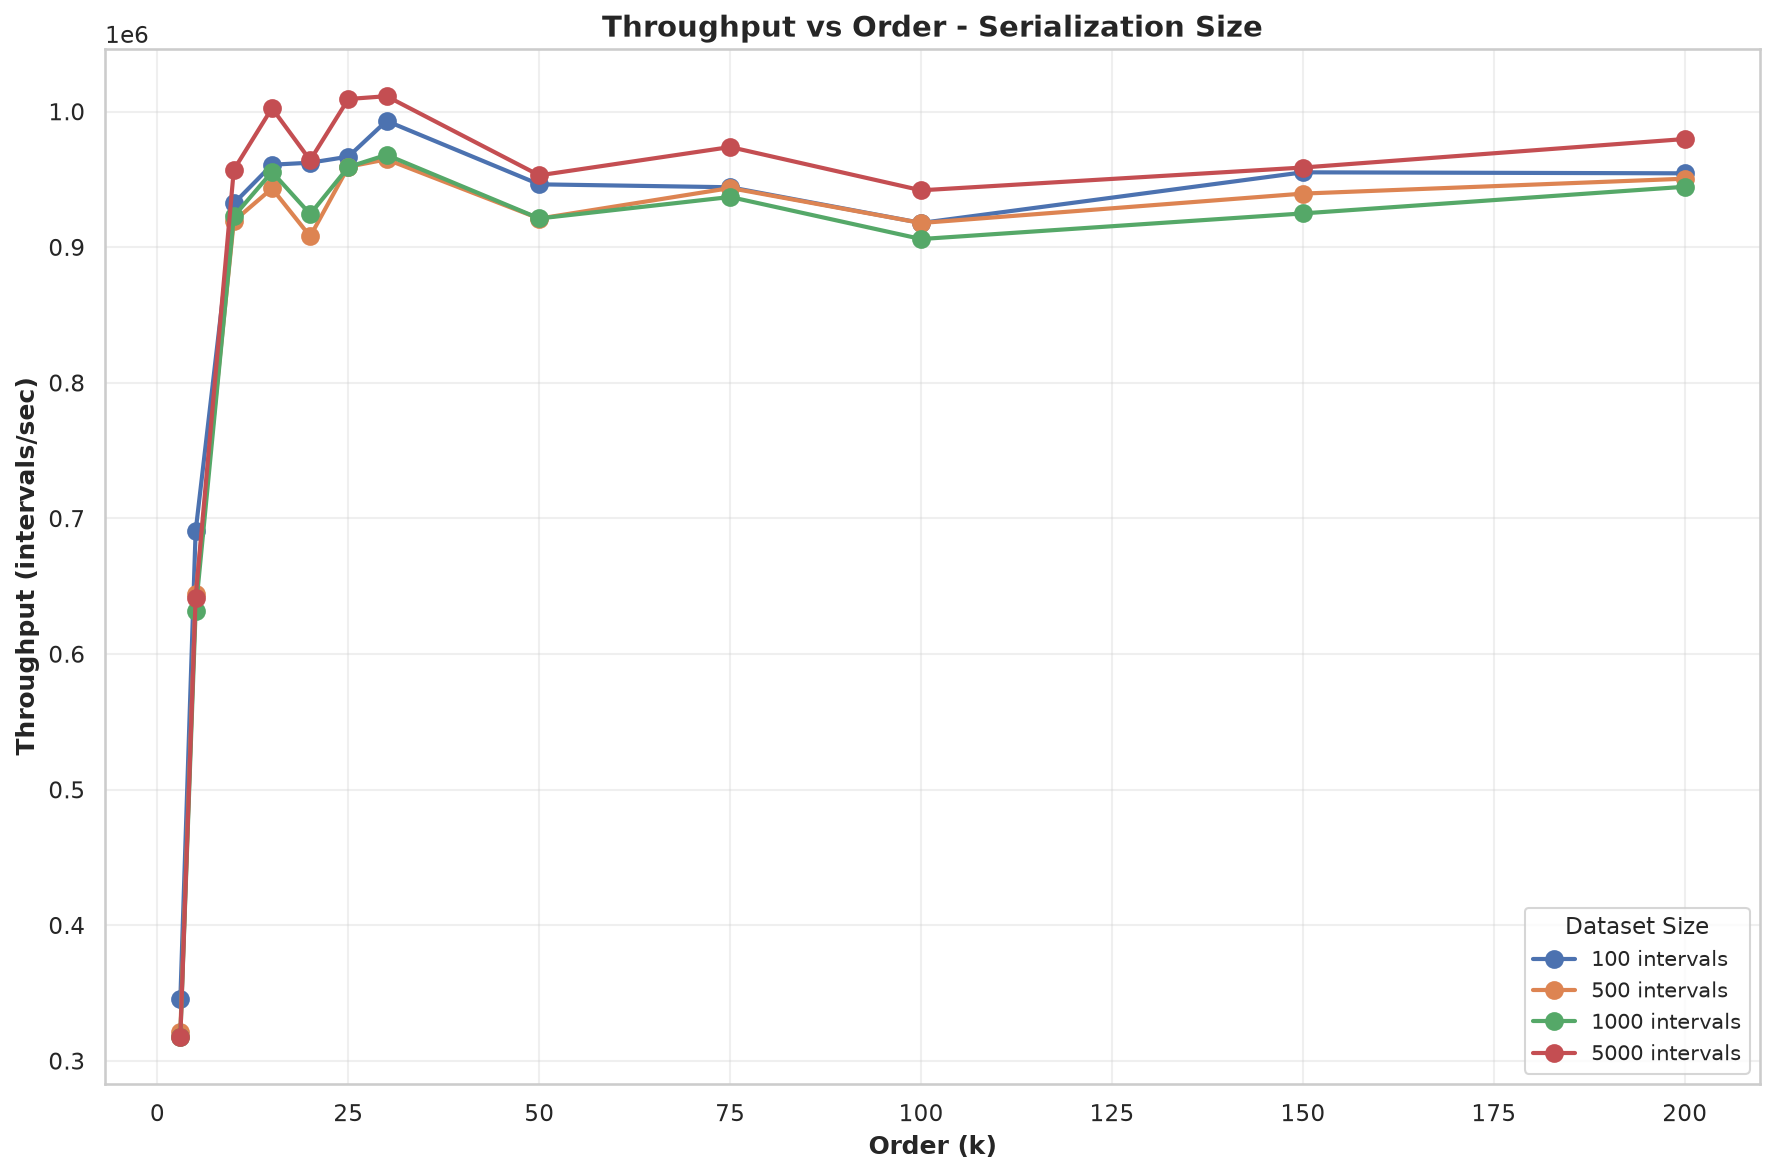 Throughput vs Order - Serialization Size
1e6
1.0
0.9
0.8
0.7
0.6
0.5
0.4
0.3
Throughput (intervals/sec)
0 25 50 75 100 125 150 175 200
Order (k)
Dataset Size
100 intervals
500 intervals
1000 intervals
5000 intervals